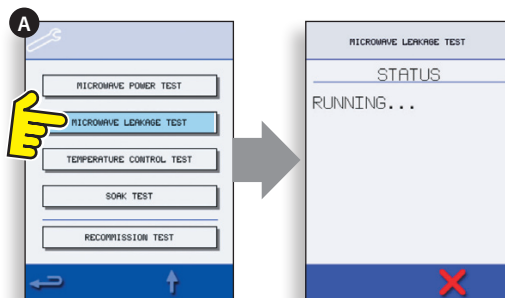 A
MICROWAVE POWER TEST
MICROWAVE LEAKAGE TEST
TEMPERATURE CONTROL TEST
SOAK TEST
RECOMMISSION TEST
MICROWAVE LEAKAGE TEST
STATUS
RUNNING...